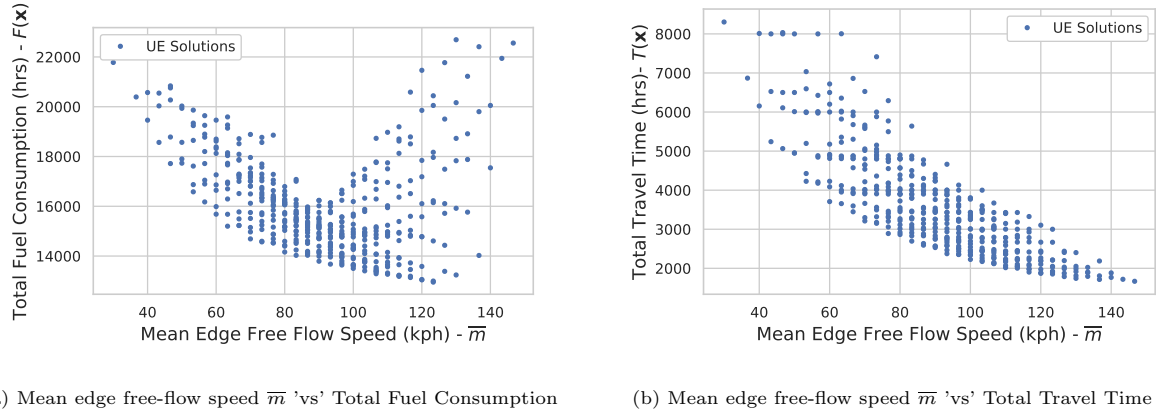 Total Fuel Consumption (hrs) - F(x)
22000
20000
18000
16000
14000
UE Solutions
40 60 80 100 120 140
Mean Edge Free Flow Speed (kph) - m̅
) Mean edge free-flow speed m̅ 'vs' Total Fuel Consumption
Total Travel Time (hrs)- T(x)
8000
7000
6000
5000
4000
3000
2000
UE Solutions
40 60 80 100 120 140
Mean Edge Free Flow Speed (kph) - m̅
(b) Mean edge free-flow speed m̅ 'vs' Total Travel Time